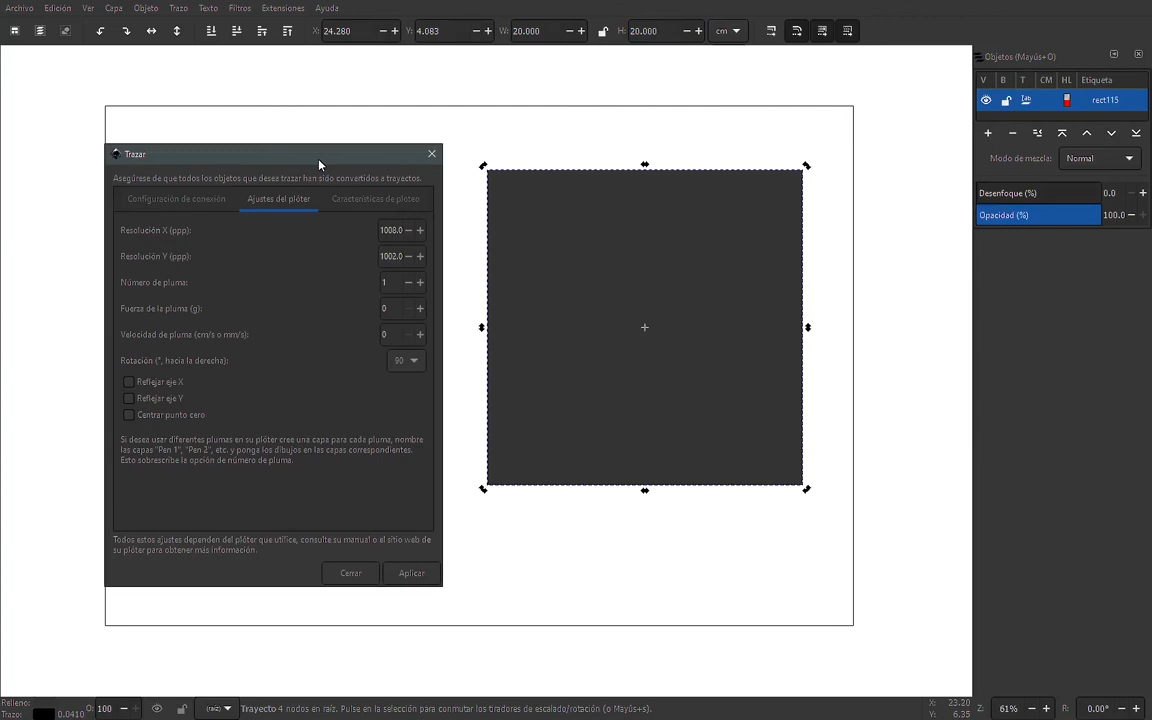 Archivo Edición Ver Capa Objeto Trazo Texto Filtros Extensiones Ayuda
X: 24.280 Y: 4.083 W: 20.000 H: 20.000 cm
Objetos (Mayús+O)
V B T CM HL Etiqueta
rect115
Modo de mezcla: Normal
Desenfoque (%) 0.0
Opacidad (%) 100.0
Trazar
Asegúrese de que todos los objetos que desea trazar han sido convertidos a trayectos.
Configuración de conexión Ajustes del plóter Características de ploteo
Resolución X (ppp): 1008.0
Resolución Y (ppp): 1002.0
Número de pluma: 1
Fuerza de la pluma (g): 0
Velocidad de pluma (cm/s o mm/s): 0
Rotación (°, hacia la derecha): 90
Reflejar eje X
Reflejar eje Y
Centrar punto cero
Si desea usar diferentes plumas en su plóter cree una capa para cada pluma, nombre
las capas "Pen 1", "Pen 2", etc. y ponga los dibujos en las capas correspondientes.
Esto sobrescribe la opción de número de pluma.
Todos estos ajustes dependen del plóter que utilice, consulte su manual o el sitio web de
su plóter para obtener más información.
Cerrar Aplicar
Relleno:
Trazo: 0.0410
O: 100
(raíz)
Trayecto 4 nodos en raíz. Pulse en la selección para conmutar los tiradores de escalado/rotación (o Mayús+s).
X: 23.20
Y: 6.35
Z: 61%
R: 0.00°